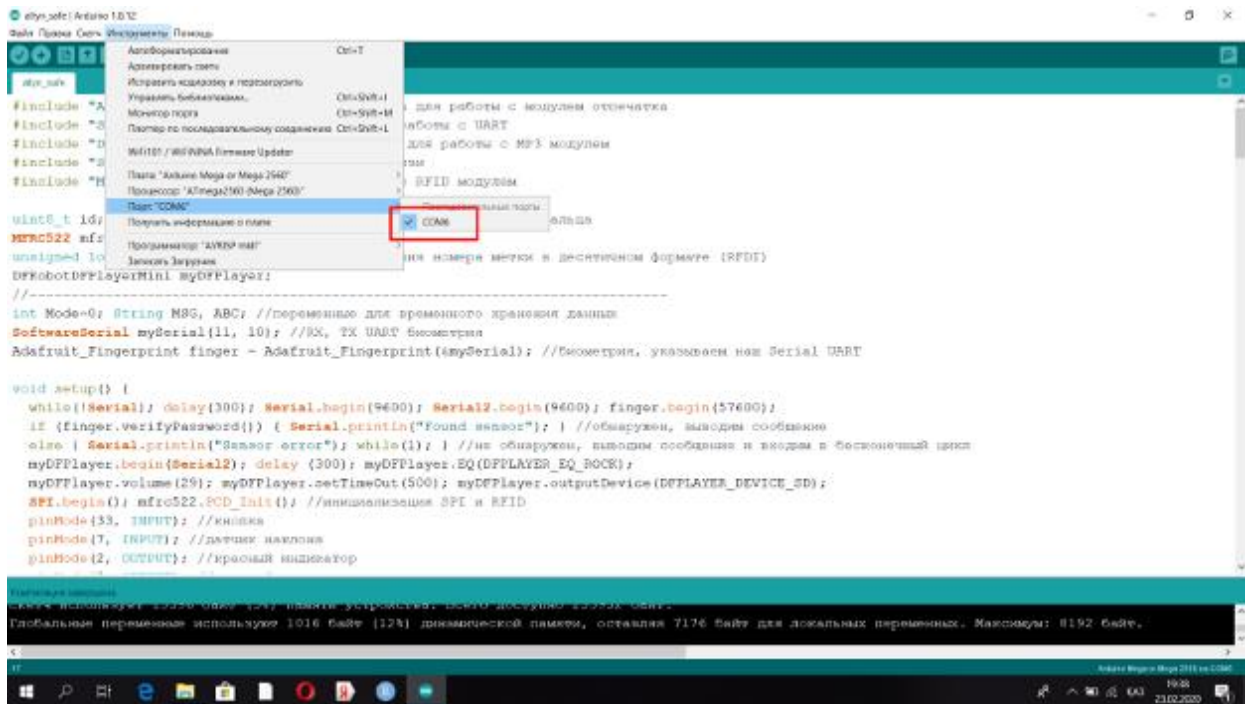 altyn_safe | Arduino 1.8.12
Файл Правка Скетч Инструменты Помощь
АвтоФорматирование Ctrl+T
Архивировать скетч
Исправить кодировку и перезагрузить
Управлять библиотеками... Ctrl+Shift+I
Монитор порта Ctrl+Shift+M
Плоттер по последовательному соединению Ctrl+Shift+L
WiFi101 / WiFiNINA Firmware Updater
Плата: "Arduino Mega or Mega 2560"
Процессор: "ATmega2560 (Mega 2560)"
Порт: "COM6"
Последовательные порты
COM6
Получить информацию о плате
Программатор: "AVRISP mkII"
Записать Загрузчик
altyn_safe
#include "A для работы с модулем отпечатка
#include "S работы с UART
#include "D для работы с MP3 модулем
#include "S
#include "M RFID модулем
uint8_t id; пальца
MFRC522 mfr
unsigned lo номера метки в десятичном формате (RFDI)
DFRobotDFPlayerMini myDFPlayer;
//----------------------------------------------------------------------
int Mode=0; String MSG, ABC; //переменные для временного хранения данных
SoftwareSerial mySerial(11, 10); //RX, TX UART биометрия
Adafruit_Fingerprint finger = Adafruit_Fingerprint(&mySerial); //биометрия, указываем наш Serial UART
void setup() {
while(!Serial); delay(300); Serial.begin(9600); Serial2.begin(9600); finger.begin(57600);
if (finger.verifyPassword()) { Serial.println("Found sensor"); } //обнаружен, выводим сообщение
else { Serial.println("Sensor error"); while(1); } //не обнаружен, выводим сообщение и входим в бесконечный цикл
myDFPlayer.begin(Serial2); delay (300); myDFPlayer.EQ(DFPLAYER_EQ_ROCK);
myDFPlayer.volume(29); myDFPlayer.setTimeOut(500); myDFPlayer.outputDevice(DFPLAYER_DEVICE_SD);
SPI.begin(); mfrc522.PCD_Init(); //инициализация SPI и RFID
pinMode(33, INPUT); //кнопка
pinMode(7, INPUT); //датчик наклона
pinMode(2, OUTPUT); //красный индикатор
Компиляция завершена
Глобальные переменные используют 1016 байт (12%) динамической памяти, оставляя 7176 байт для локальных переменных. Максимум: 8192 байт.
17
Arduino Mega or Mega 2560 на COM6
19:38
23.02.2020